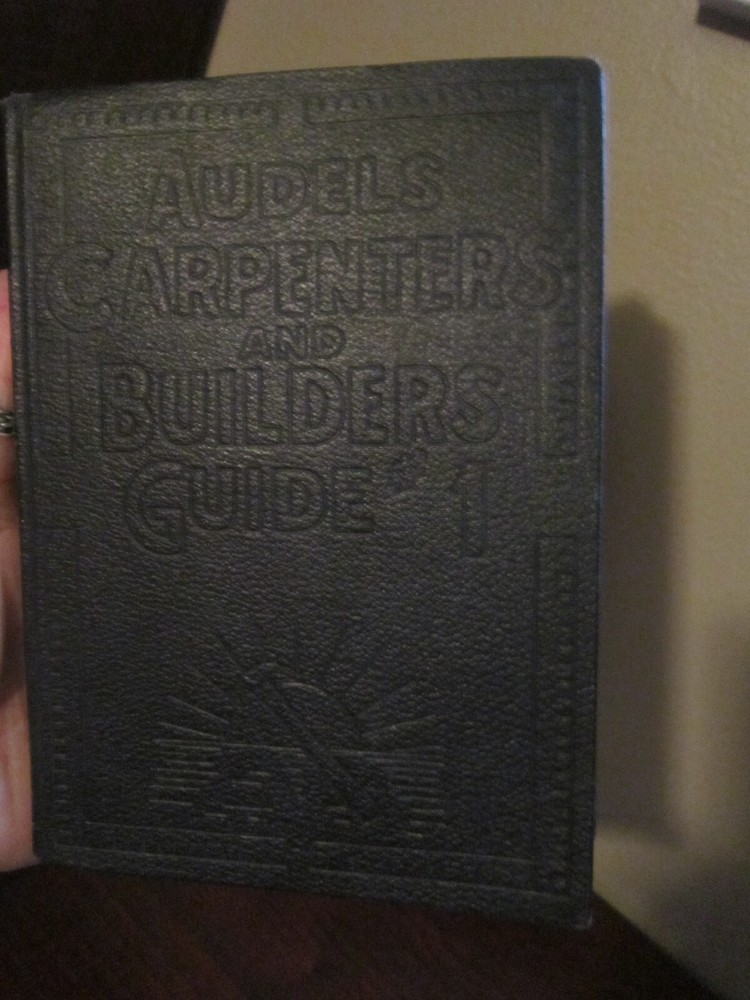 AUDELS
CARPENTERS
AND
BUILDERS
GUIDE #1